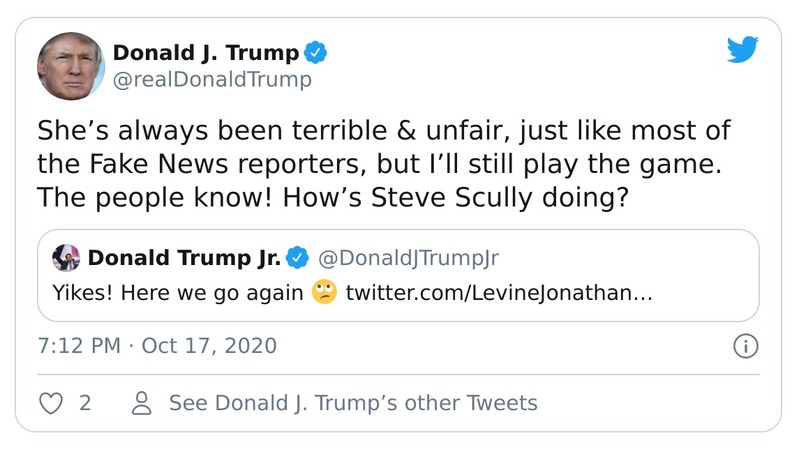 Donald J. Trump
@realDonaldTrump
She’s always been terrible & unfair, just like most of
the Fake News reporters, but I’ll still play the game.
The people know! How’s Steve Scully doing?
Donald Trump Jr. @DonaldJTrumpJr
Yikes! Here we go again 🙄 twitter.com/LevineJonathan…
7:12 PM · Oct 17, 2020
2 See Donald J. Trump’s other Tweets